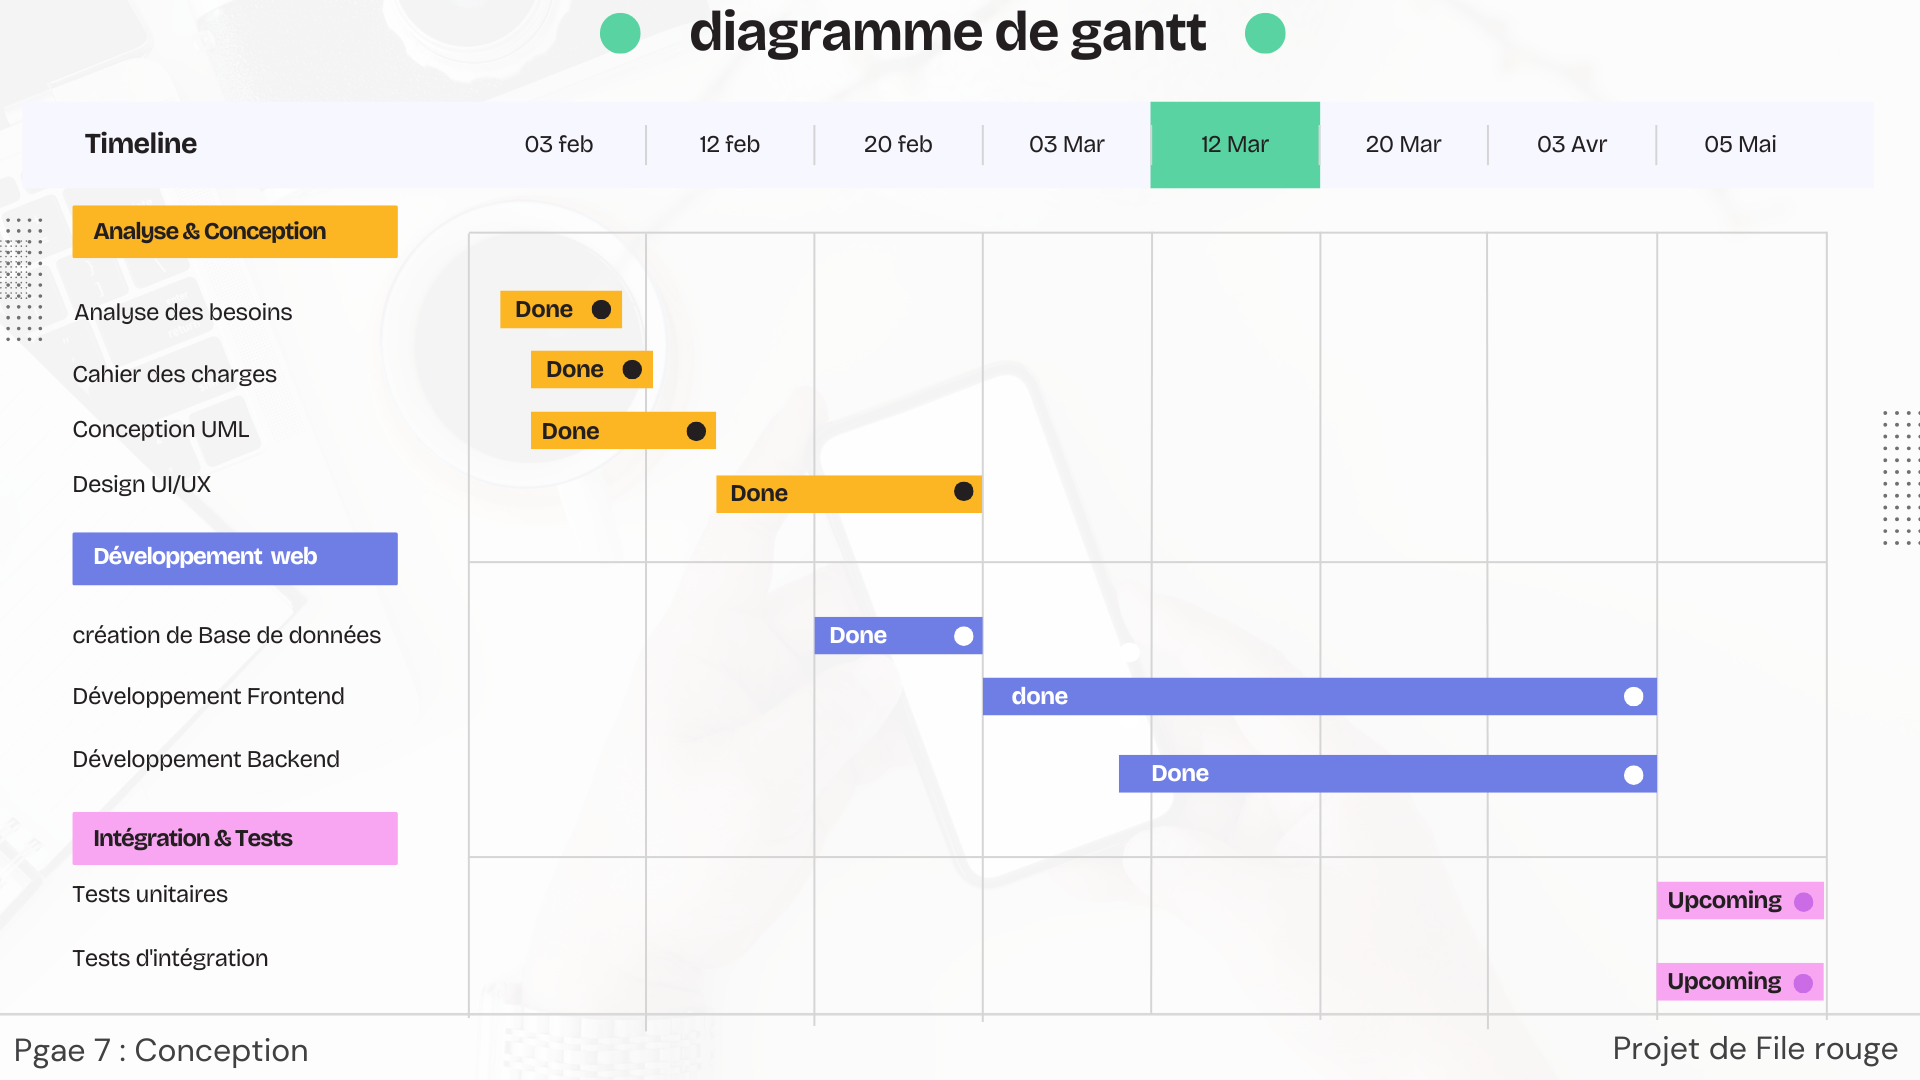 diagramme de gantt
Timeline 03 feb 12 feb 20 feb 03 Mar 12 Mar 20 Mar 03 Avr 05 Mai
Analyse & Conception
Analyse des besoins Done
Cahier des charges Done
Conception UML Done
Design UI/UX Done
Développement web
création de Base de données Done
Développement Frontend done
Développement Backend Done
Intégration & Tests
Tests unitaires Upcoming
Tests d'intégration Upcoming
Pgae 7 : Conception Projet de File rouge